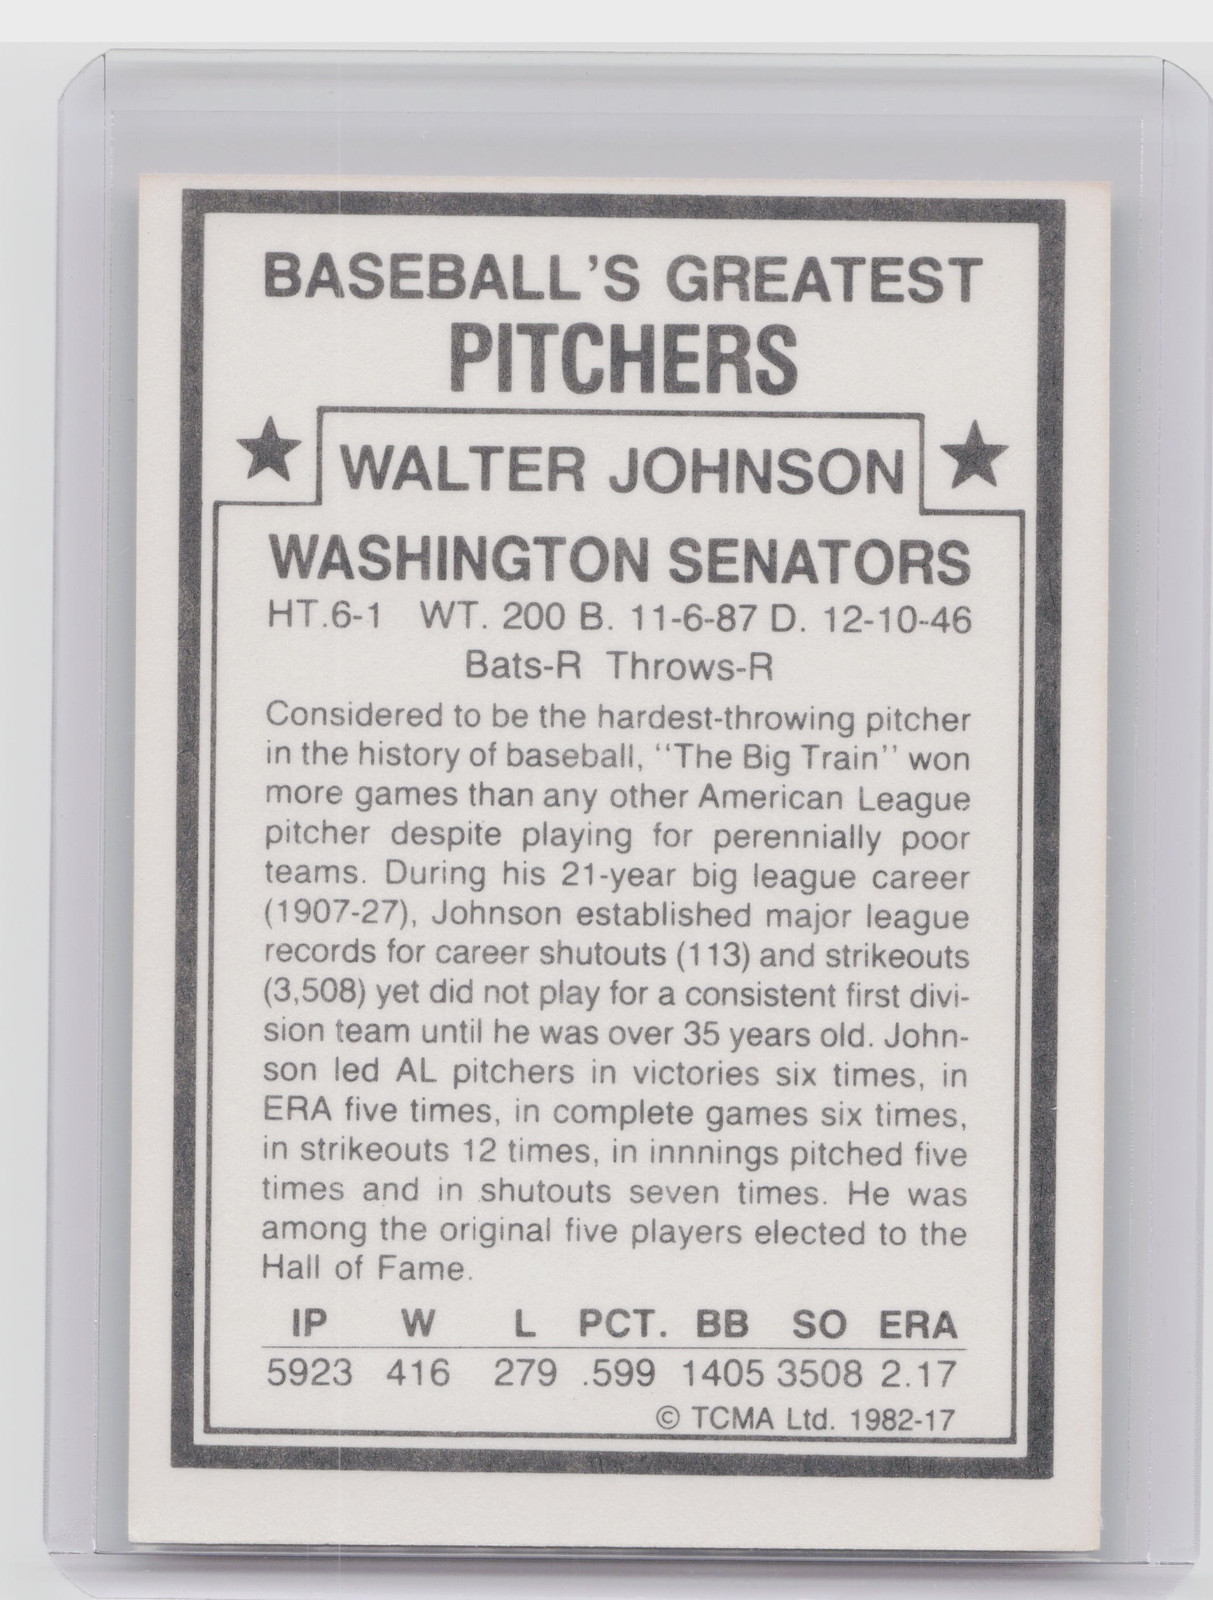 BASEBALL'S GREATEST
PITCHERS
★ WALTER JOHNSON ★
WASHINGTON SENATORS
HT.6-1 WT. 200 B. 11-6-87 D. 12-10-46
Bats-R Throws-R
Considered to be the hardest-throwing pitcher
in the history of baseball, "The Big Train" won
more games than any other American League
pitcher despite playing for perennially poor
teams. During his 21-year big league career
(1907-27), Johnson established major league
records for career shutouts (113) and strikeouts
(3,508) yet did not play for a consistent first divi-
sion team until he was over 35 years old. John-
son led AL pitchers in victories six times, in
ERA five times, in complete games six times,
in strikeouts 12 times, in innnings pitched five
times and in shutouts seven times. He was
among the original five players elected to the
Hall of Fame.
IP W L PCT. BB SO ERA
5923 416 279 .599 1405 3508 2.17
© TCMA Ltd. 1982-17